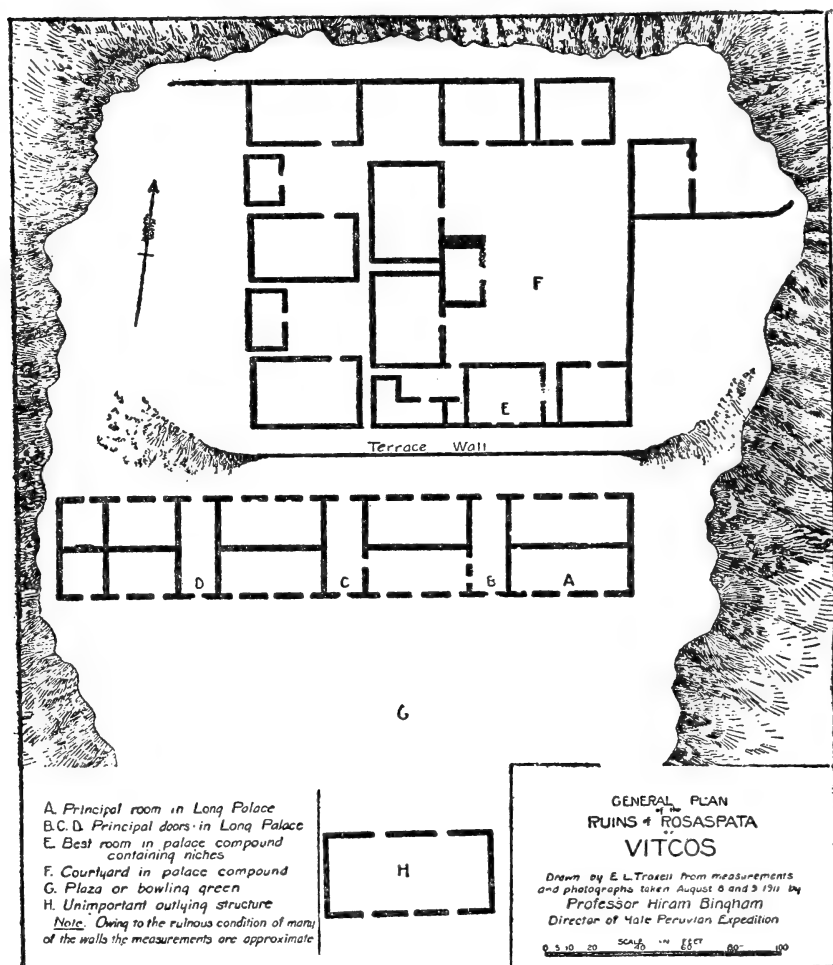 F
E
Terrace Wall
D
C
B
A
G
A. Principal room in Long Palace
B.C.D. Principal doors in Long Palace
E. Best room in palace compound
containing niches
F. Courtyard in palace compound
G. Plaza or bowling green
H. Unimportant outlying structure
Note. Owing to the ruinous condition of many
of the walls the measurements are approximate
H
GENERAL PLAN
of the
RUINS of ROSASPATA
or
VITCOS
Drawn by E. L. Troxell from measurements
and photographs taken August 8 and 9 1911 by
Professor Hiram Bingham
Director of Yale Peruvian Expedition
SCALE IN FEET
0 5 10 20 40 60 80 100